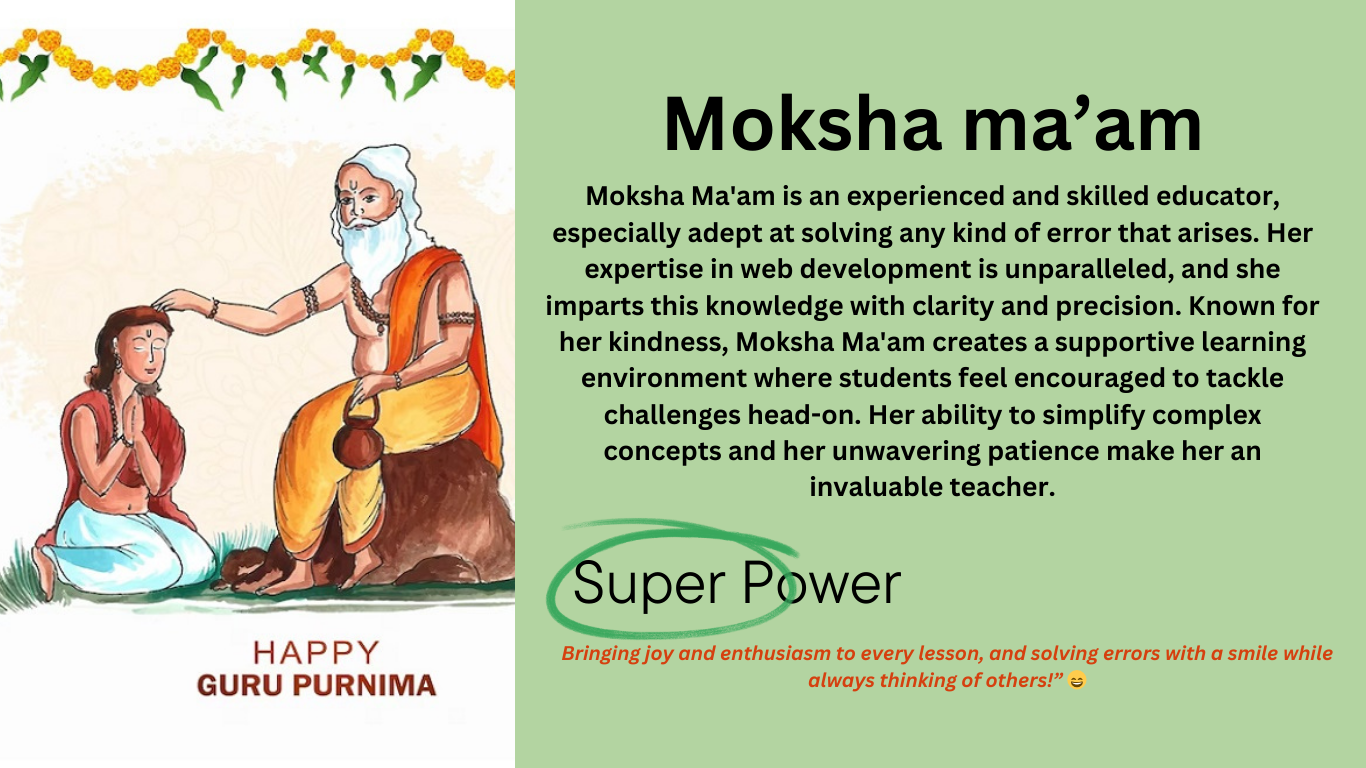 Moksha ma’am
Moksha Ma'am is an experienced and skilled educator,
especially adept at solving any kind of error that arises. Her
expertise in web development is unparalleled, and she
imparts this knowledge with clarity and precision. Known for
her kindness, Moksha Ma'am creates a supportive learning
environment where students feel encouraged to tackle
challenges head-on. Her ability to simplify complex
concepts and her unwavering patience make her an
invaluable teacher.
Super Power
Bringing joy and enthusiasm to every lesson, and solving errors with a smile while
always thinking of others!” 😄
HAPPY
GURU PURNIMA